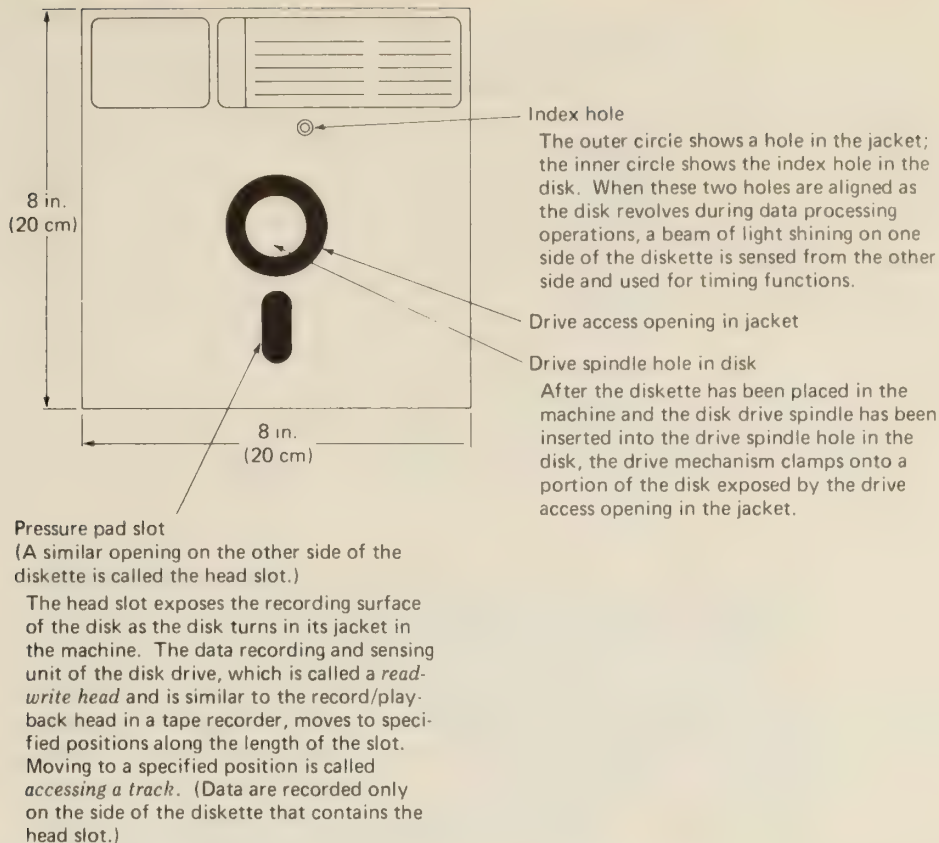 Index hole
The outer circle shows a hole in the jacket;
the inner circle shows the index hole in the
disk. When these two holes are aligned as
the disk revolves during data processing
operations, a beam of light shining on one
side of the diskette is sensed from the other
side and used for timing functions.
8 in.
(20 cm)
Drive access opening in jacket
Drive spindle hole in disk
After the diskette has been placed in the
machine and the disk drive spindle has been
inserted into the drive spindle hole in the
disk, the drive mechanism clamps onto a
portion of the disk exposed by the drive
access opening in the jacket.
8 in.
(20 cm)
Pressure pad slot
(A similar opening on the other side of the
diskette is called the head slot.)
The head slot exposes the recording surface
of the disk as the disk turns in its jacket in
the machine. The data recording and sensing
unit of the disk drive, which is called a read-
write head and is similar to the record/play-
back head in a tape recorder, moves to speci-
fied positions along the length of the slot.
Moving to a specified position is called
accessing a track. (Data are recorded only
on the side of the diskette that contains the
head slot.)